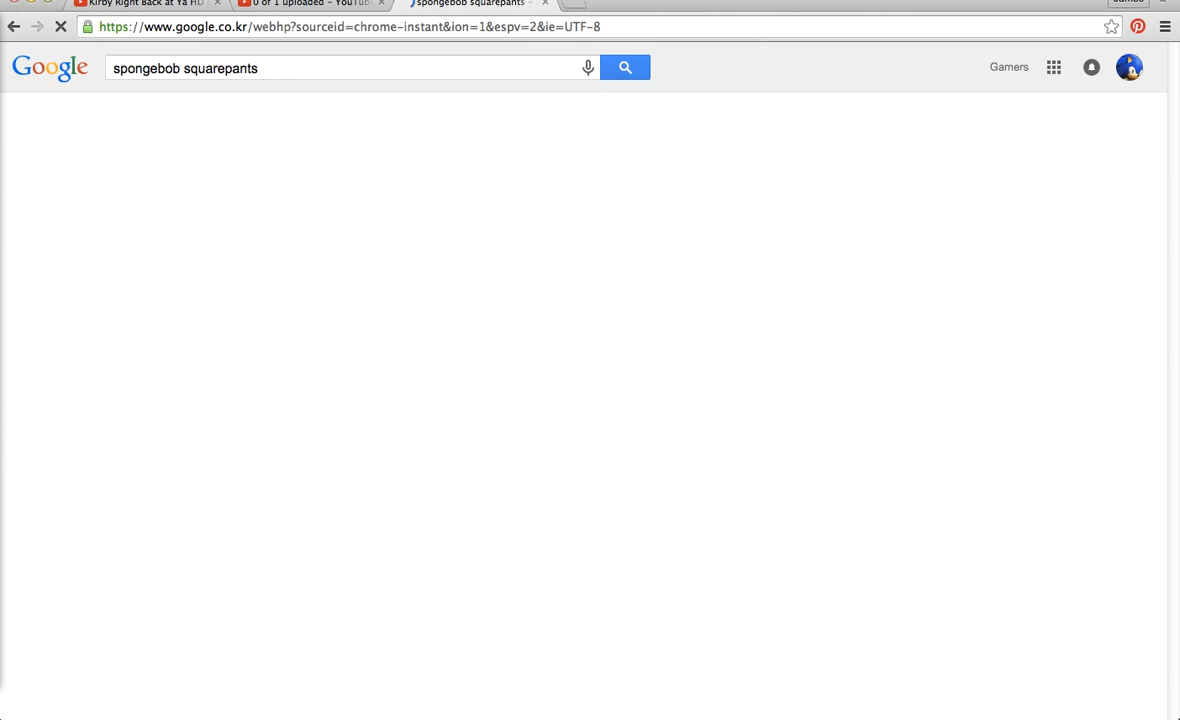 Kirby Right Back at Ya HD
0 of 1 uploaded – YouTube
spongebob squarepants –
https://www.google.co.kr/webhp?sourceid=chrome-instant&ion=1&espv=2&ie=UTF-8
Google
spongebob squarepants
Gamers